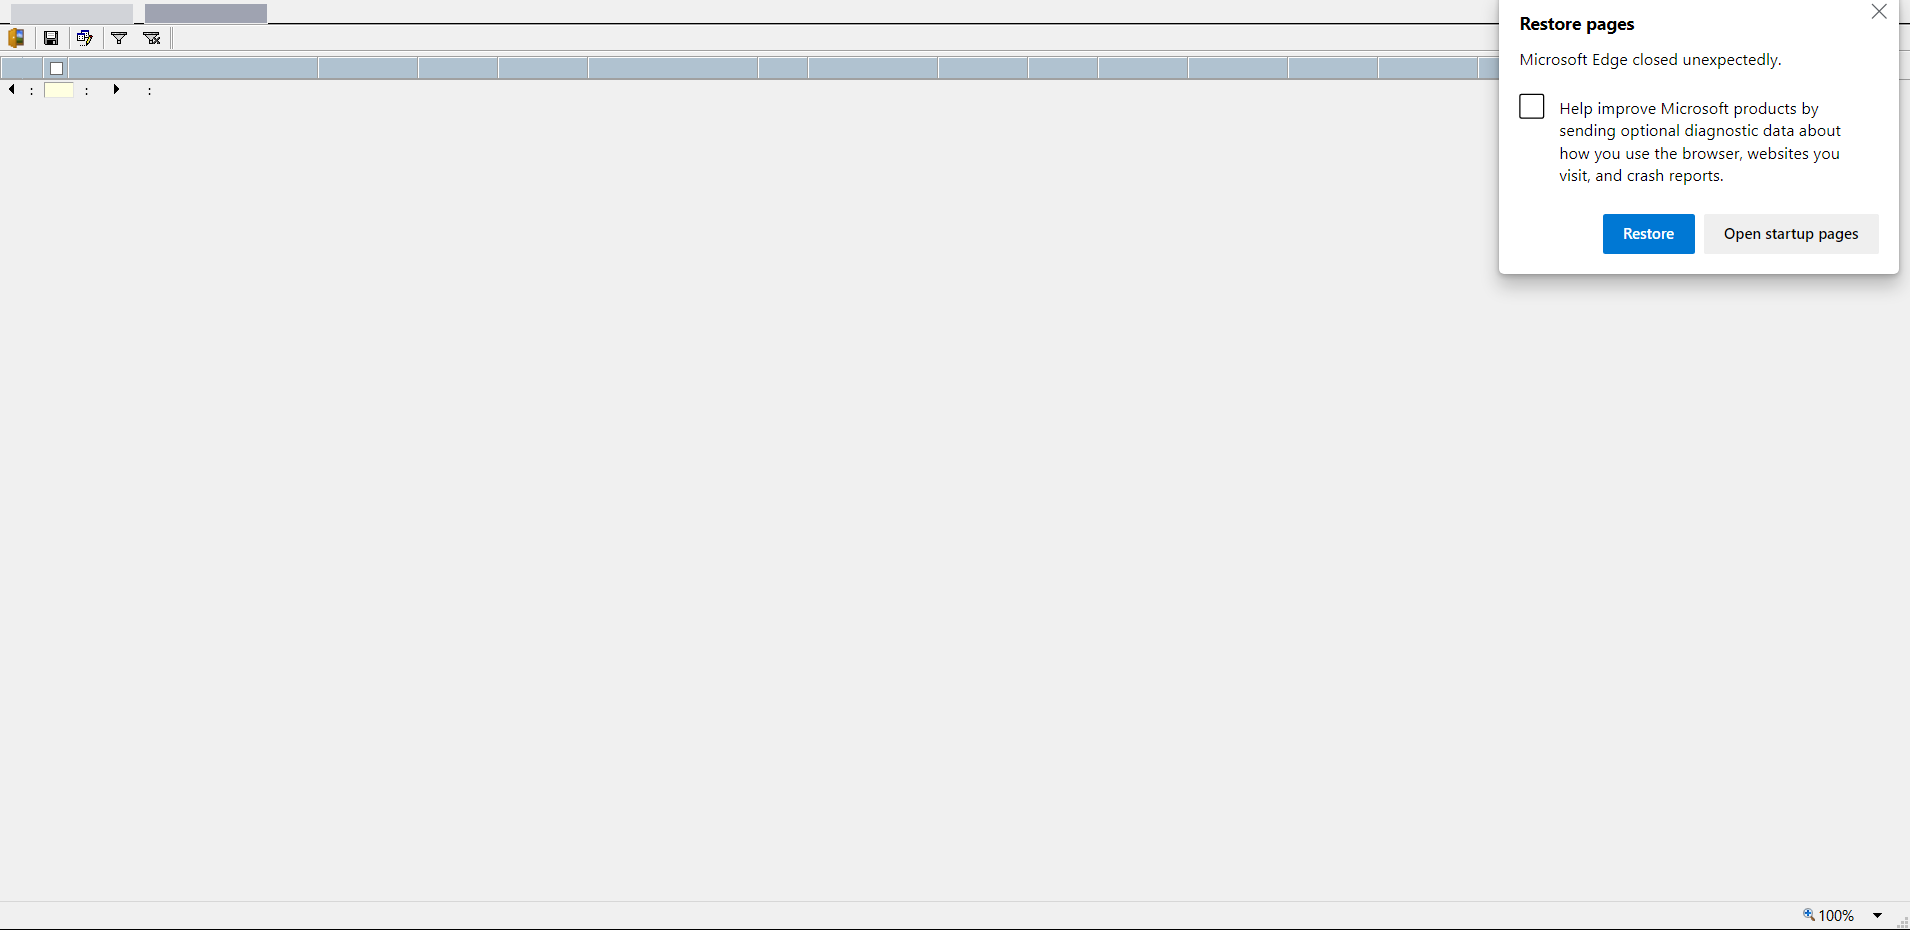 Restore pages
Microsoft Edge closed unexpectedly.
Help improve Microsoft products by
sending optional diagnostic data about
how you use the browser, websites you
visit, and crash reports.
Restore
Open startup pages
: : :
100%